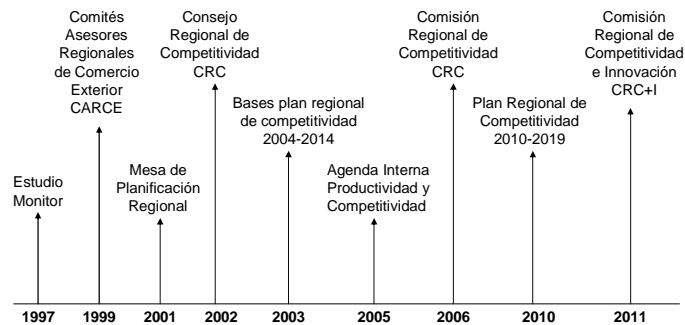 Estudio
Monitor
Comités
Asesores
Regionales
de Comercio
Exterior
CARCE
Mesa de
Planificación
Regional
Consejo
Regional de
Competitividad
CRC
Bases plan regional
de competitividad
2004-2014
Agenda Interna
Productividad y
Competitividad
Comisión
Regional de
Competitividad
CRC
Plan Regional de
Competitividad
2010-2019
Comisión
Regional de
Competitividad
e Innovación
CRC+I
1997 1999 2001 2002 2003 2005 2006 2010 2011